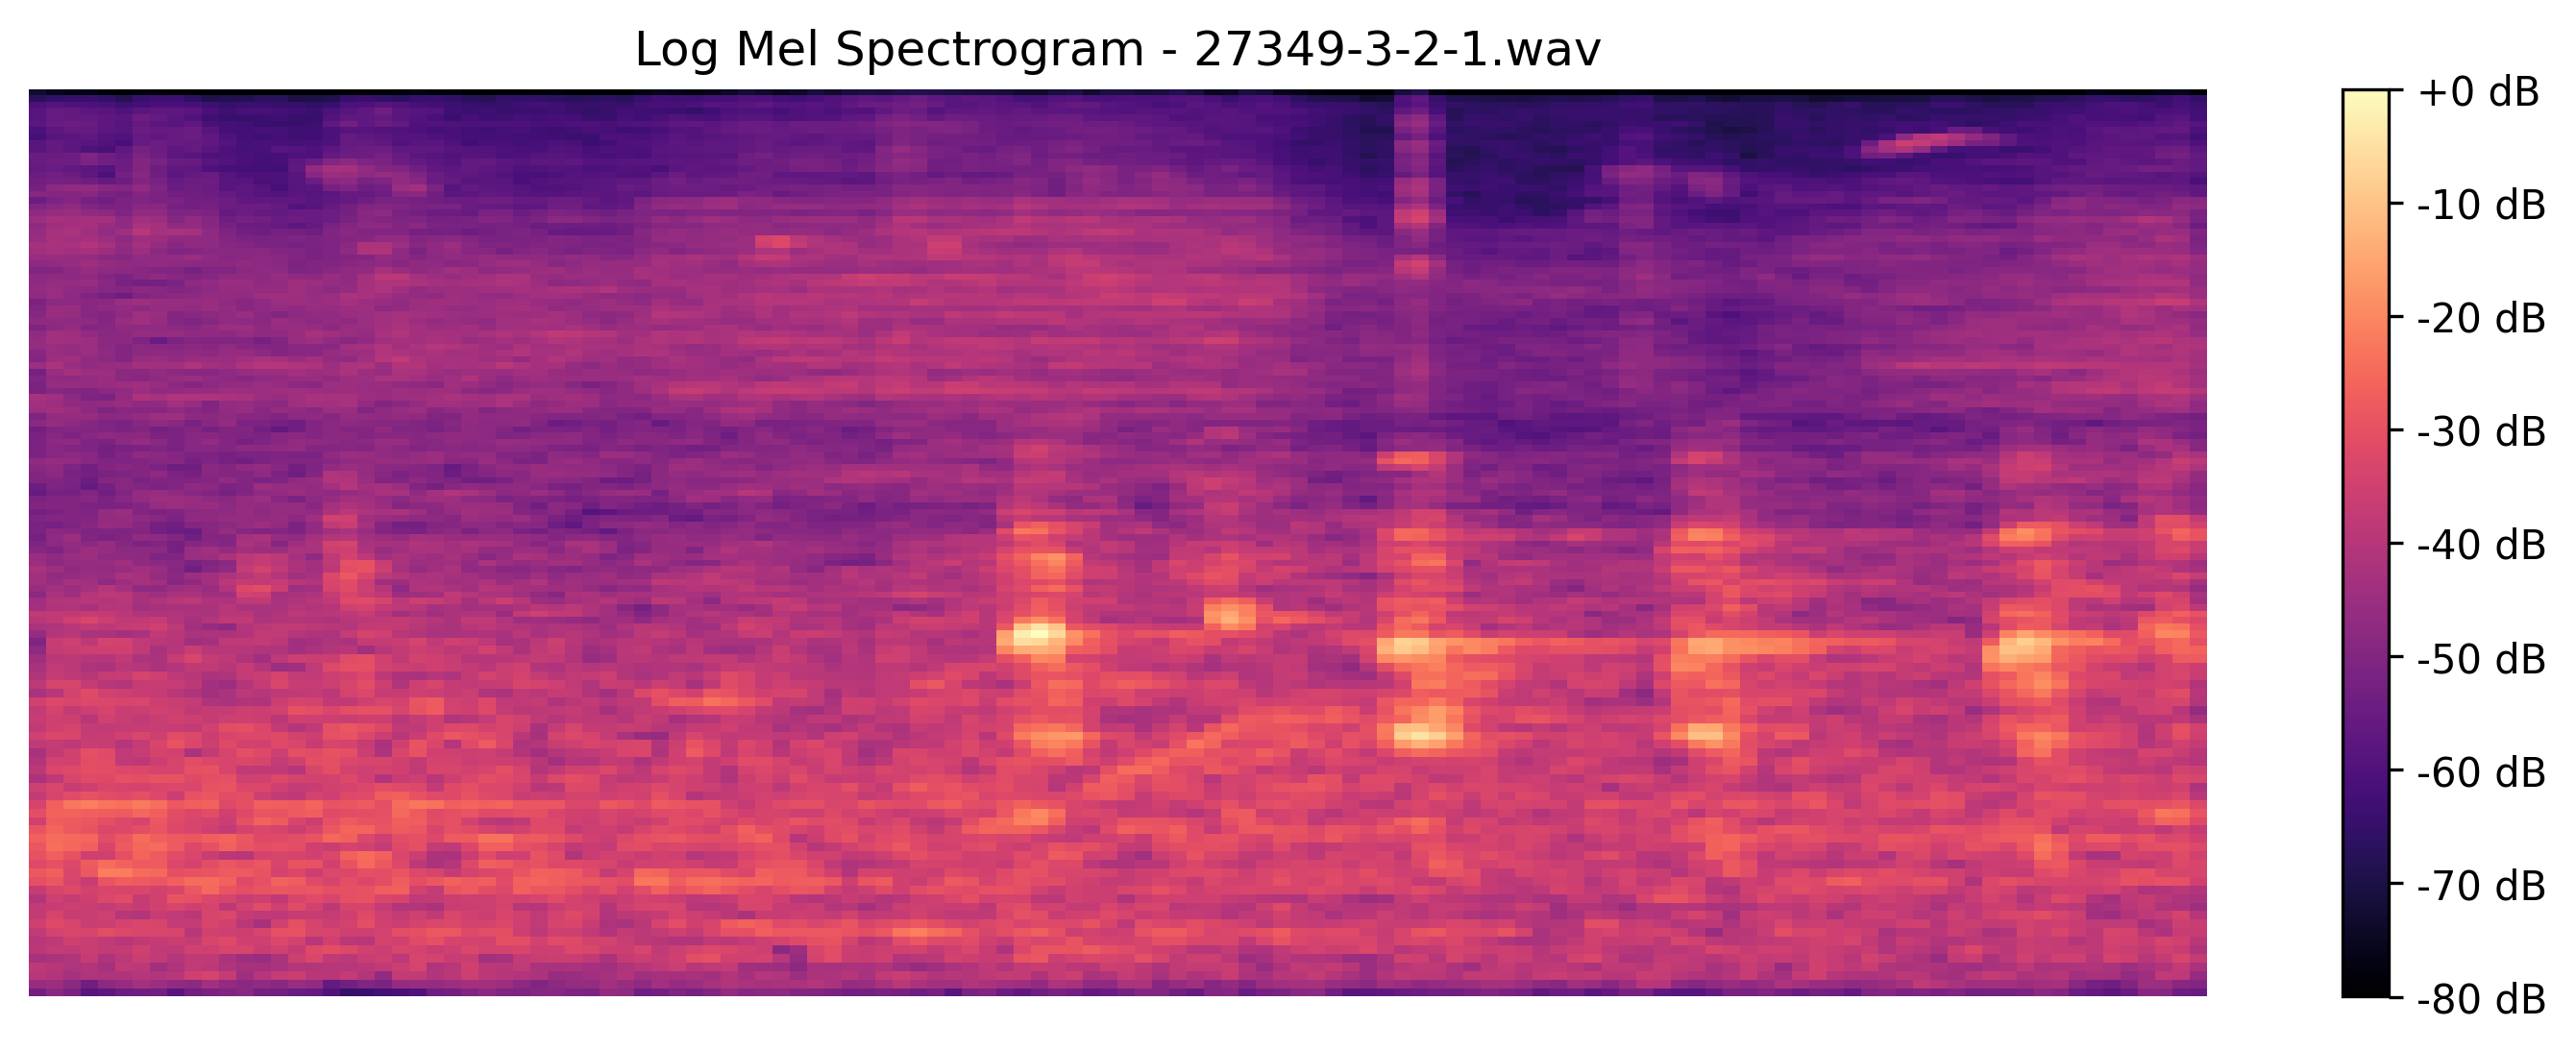 Log Mel Spectrogram - 27349-3-2-1.wav
+0 dB
-10 dB
-20 dB
-30 dB
-40 dB
-50 dB
-60 dB
-70 dB
-80 dB